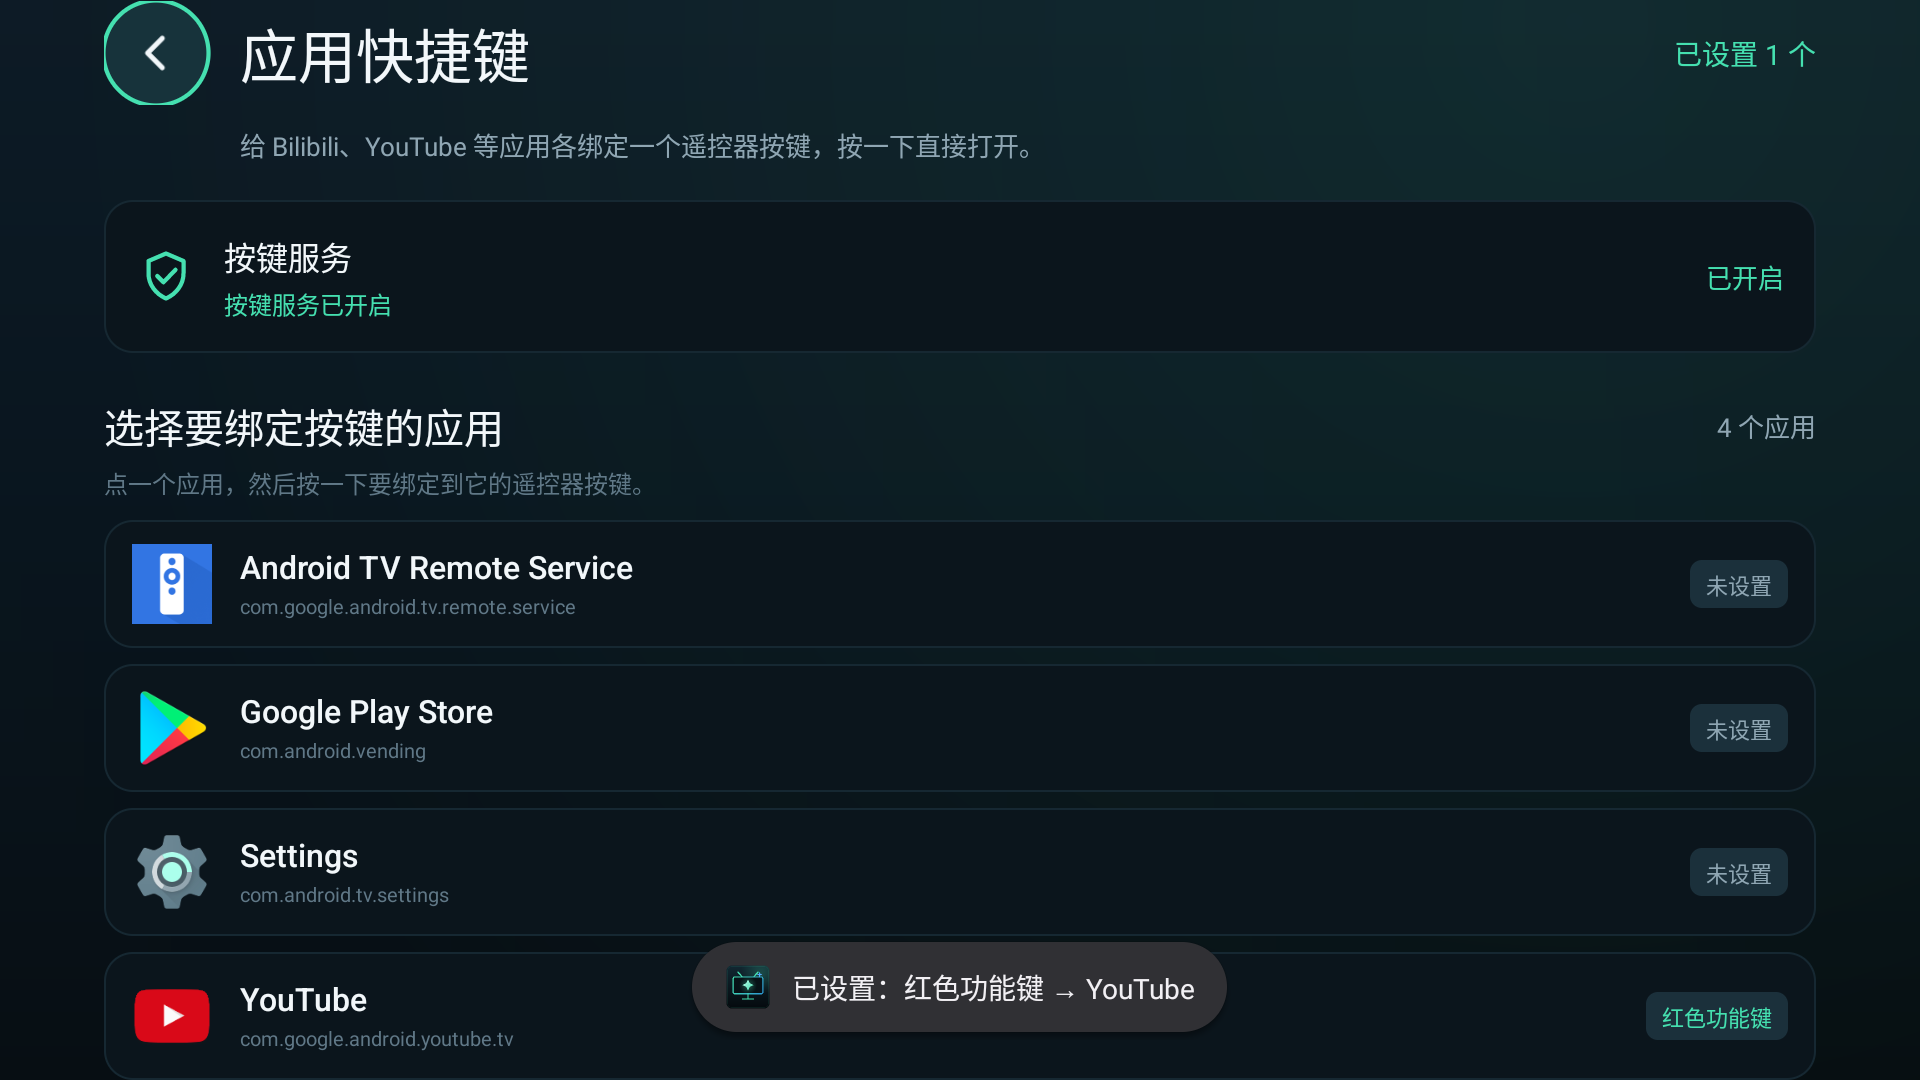 应用快捷键
已设置 1 个
给 Bilibili、YouTube 等应用各绑定一个遥控器按键，按一下直接打开。
按键服务
按键服务已开启
已开启
选择要绑定按键的应用
4 个应用
点一个应用，然后按一下要绑定到它的遥控器按键。
Android TV Remote Service
com.google.android.tv.remote.service
未设置
Google Play Store
com.android.vending
未设置
Settings
com.android.tv.settings
未设置
YouTube
com.google.android.youtube.tv
红色功能键
已设置：红色功能键 → YouTube